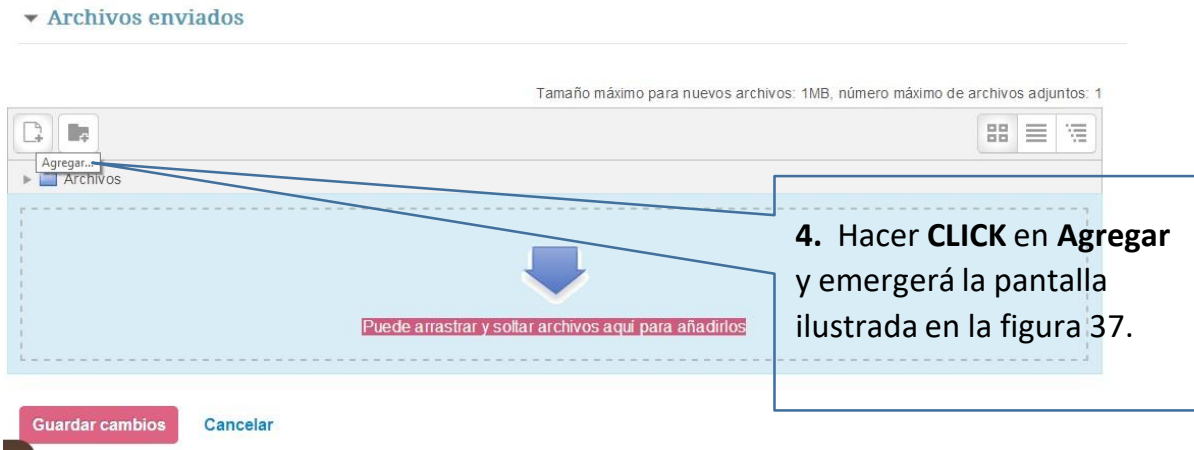 Archivos enviados
Tamaño máximo para nuevos archivos: 1MB, número máximo de archivos adjuntos: 1
Agregar...
Archivos
4. Hacer CLICK en Agregar
y emergerá la pantalla
ilustrada en la figura 37.
Puede arrastrar y soltar archivos aquí para añadirlos
Guardar cambios Cancelar